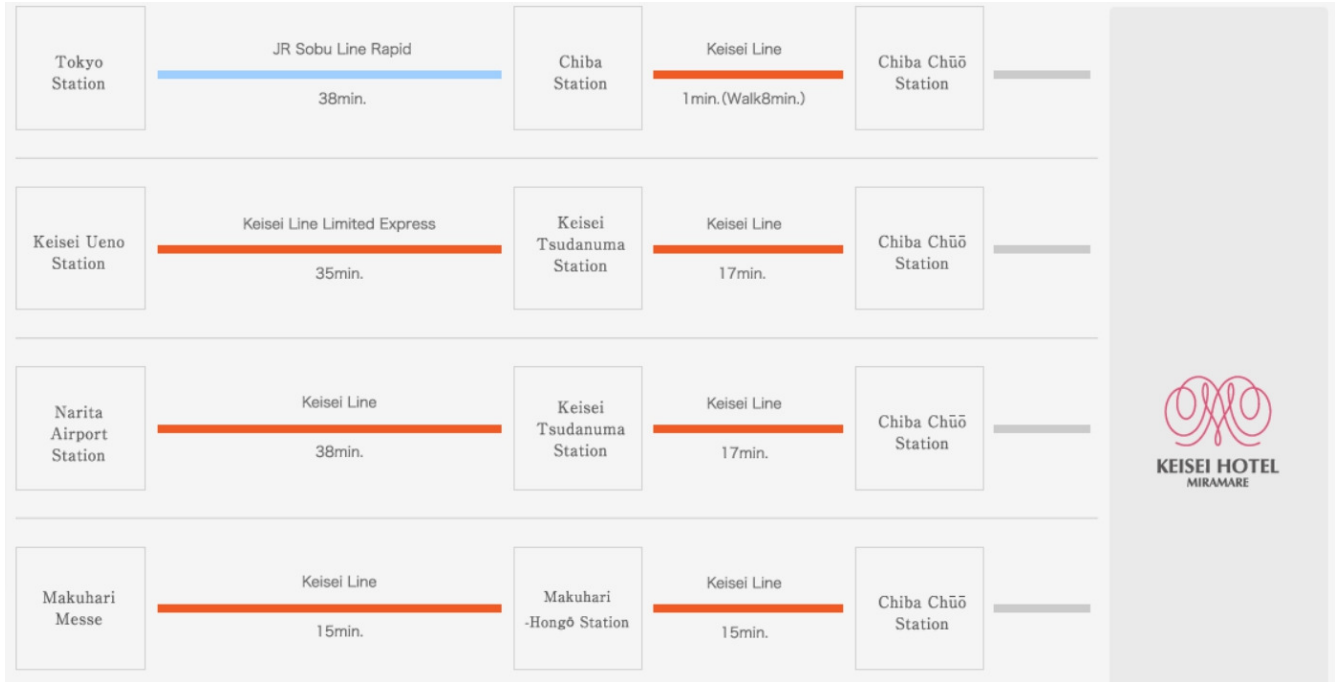 JR Sobu Line Rapid
Keisei Line
Tokyo
Station
Chiba
Station
Chiba Chūō
Station
38min.
1min.(Walk8min.)
Keisei Line Limited Express
Keisei Line
Keisei Ueno
Station
Keisei
Tsudanuma
Station
Chiba Chūō
Station
35min.
17min.
Keisei Line
Keisei Line
Narita
Airport
Station
Keisei
Tsudanuma
Station
Chiba Chūō
Station
38min.
17min.
KEISEI HOTEL
MIRAMARE
Keisei Line
Keisei Line
Makuhari
Messe
Makuhari
-Hongō Station
Chiba Chūō
Station
15min.
15min.